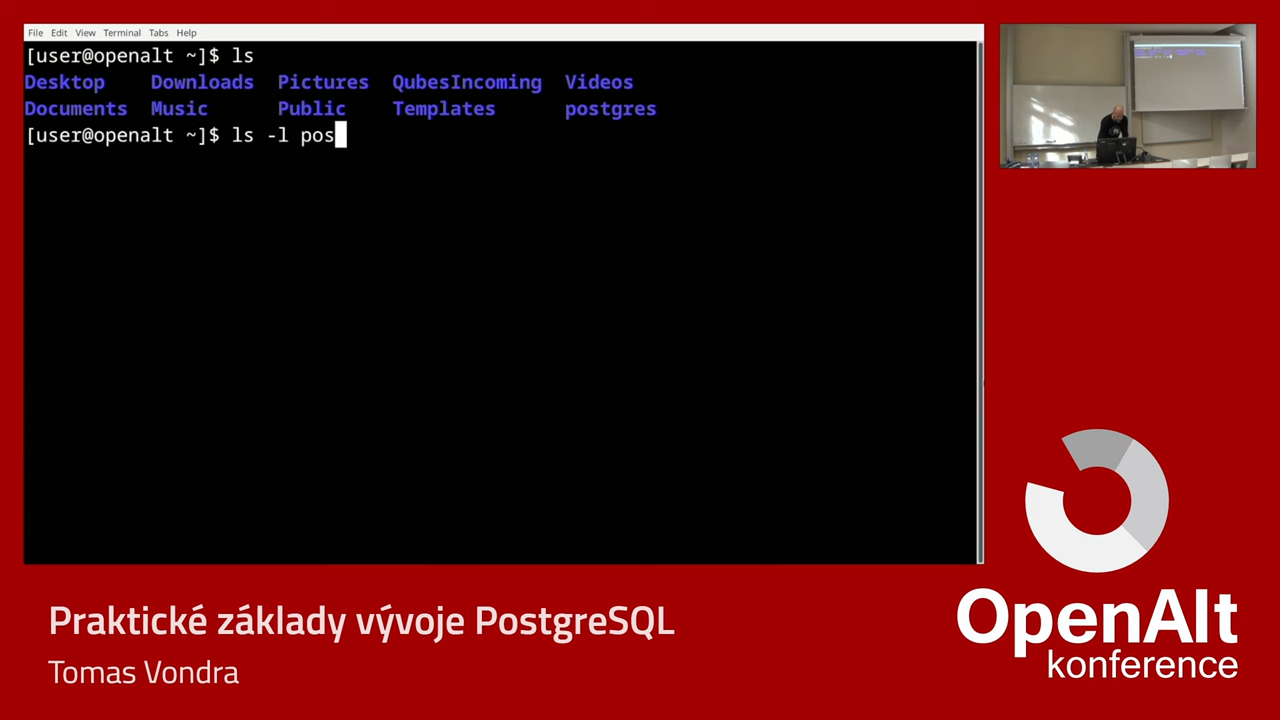 File Edit View Terminal Tabs Help
[user@openalt ~]$ ls
Desktop Downloads Pictures QubesIncoming Videos
Documents Music Public Templates postgres
[user@openalt ~]$ ls -l pos
Praktické základy vývoje PostgreSQL
Tomas Vondra
OpenAlt
konference